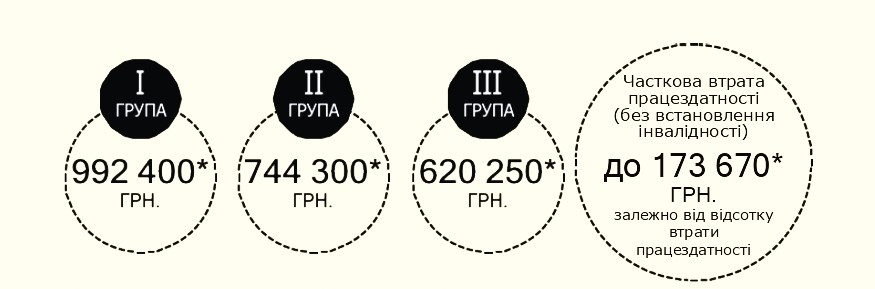 I
ГРУПА
992 400*
ГРН.
II
ГРУПА
744 300*
ГРН.
III
ГРУПА
620 250*
ГРН.
Часткова втрата
працездатності
(без встановлення
інвалідності)
до 173 670*
ГРН.
залежно від відсотку
втрати
працездатності